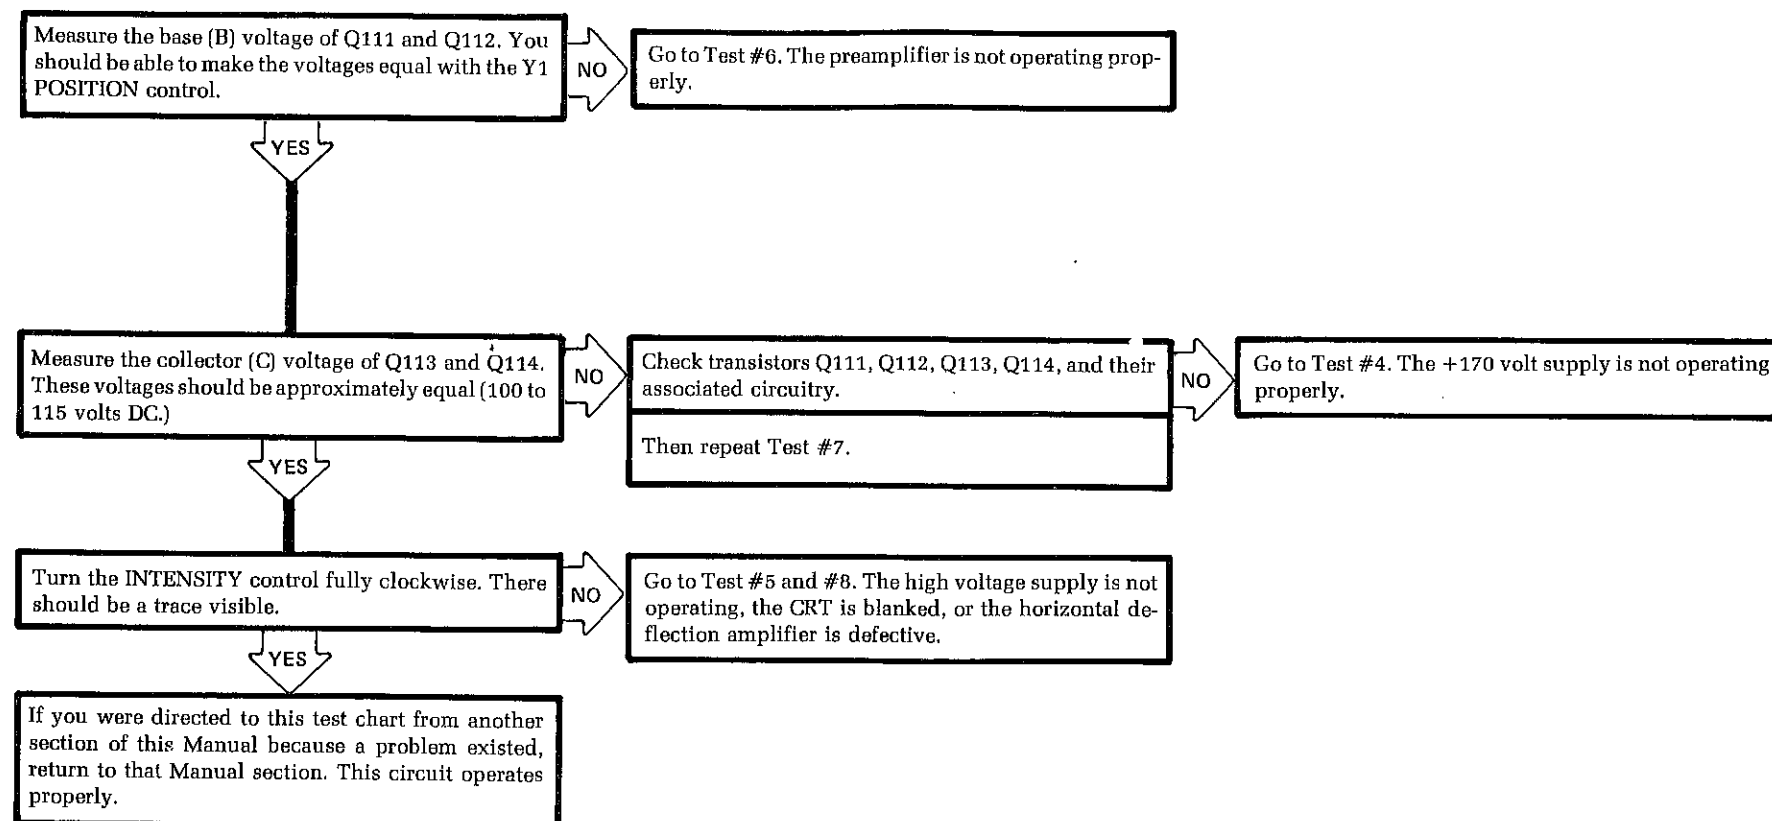 Measure the base (B) voltage of Q111 and Q112. You
should be able to make the voltages equal with the Y1
POSITION control.
NO
Go to Test #6. The preamplifier is not operating prop-
erly.
YES
Measure the collector (C) voltage of Q113 and Q114.
These voltages should be approximately equal (100 to
115 volts DC.)
NO
Check transistors Q111, Q112, Q113, Q114, and their
associated circuitry.
Then repeat Test #7.
NO
Go to Test #4. The +170 volt supply is not operating
properly.
YES
Turn the INTENSITY control fully clockwise. There
should be a trace visible.
NO
Go to Test #5 and #8. The high voltage supply is not
operating, the CRT is blanked, or the horizontal de-
flection amplifier is defective.
YES
If you were directed to this test chart from another
section of this Manual because a problem existed,
return to that Manual section. This circuit operates
properly.